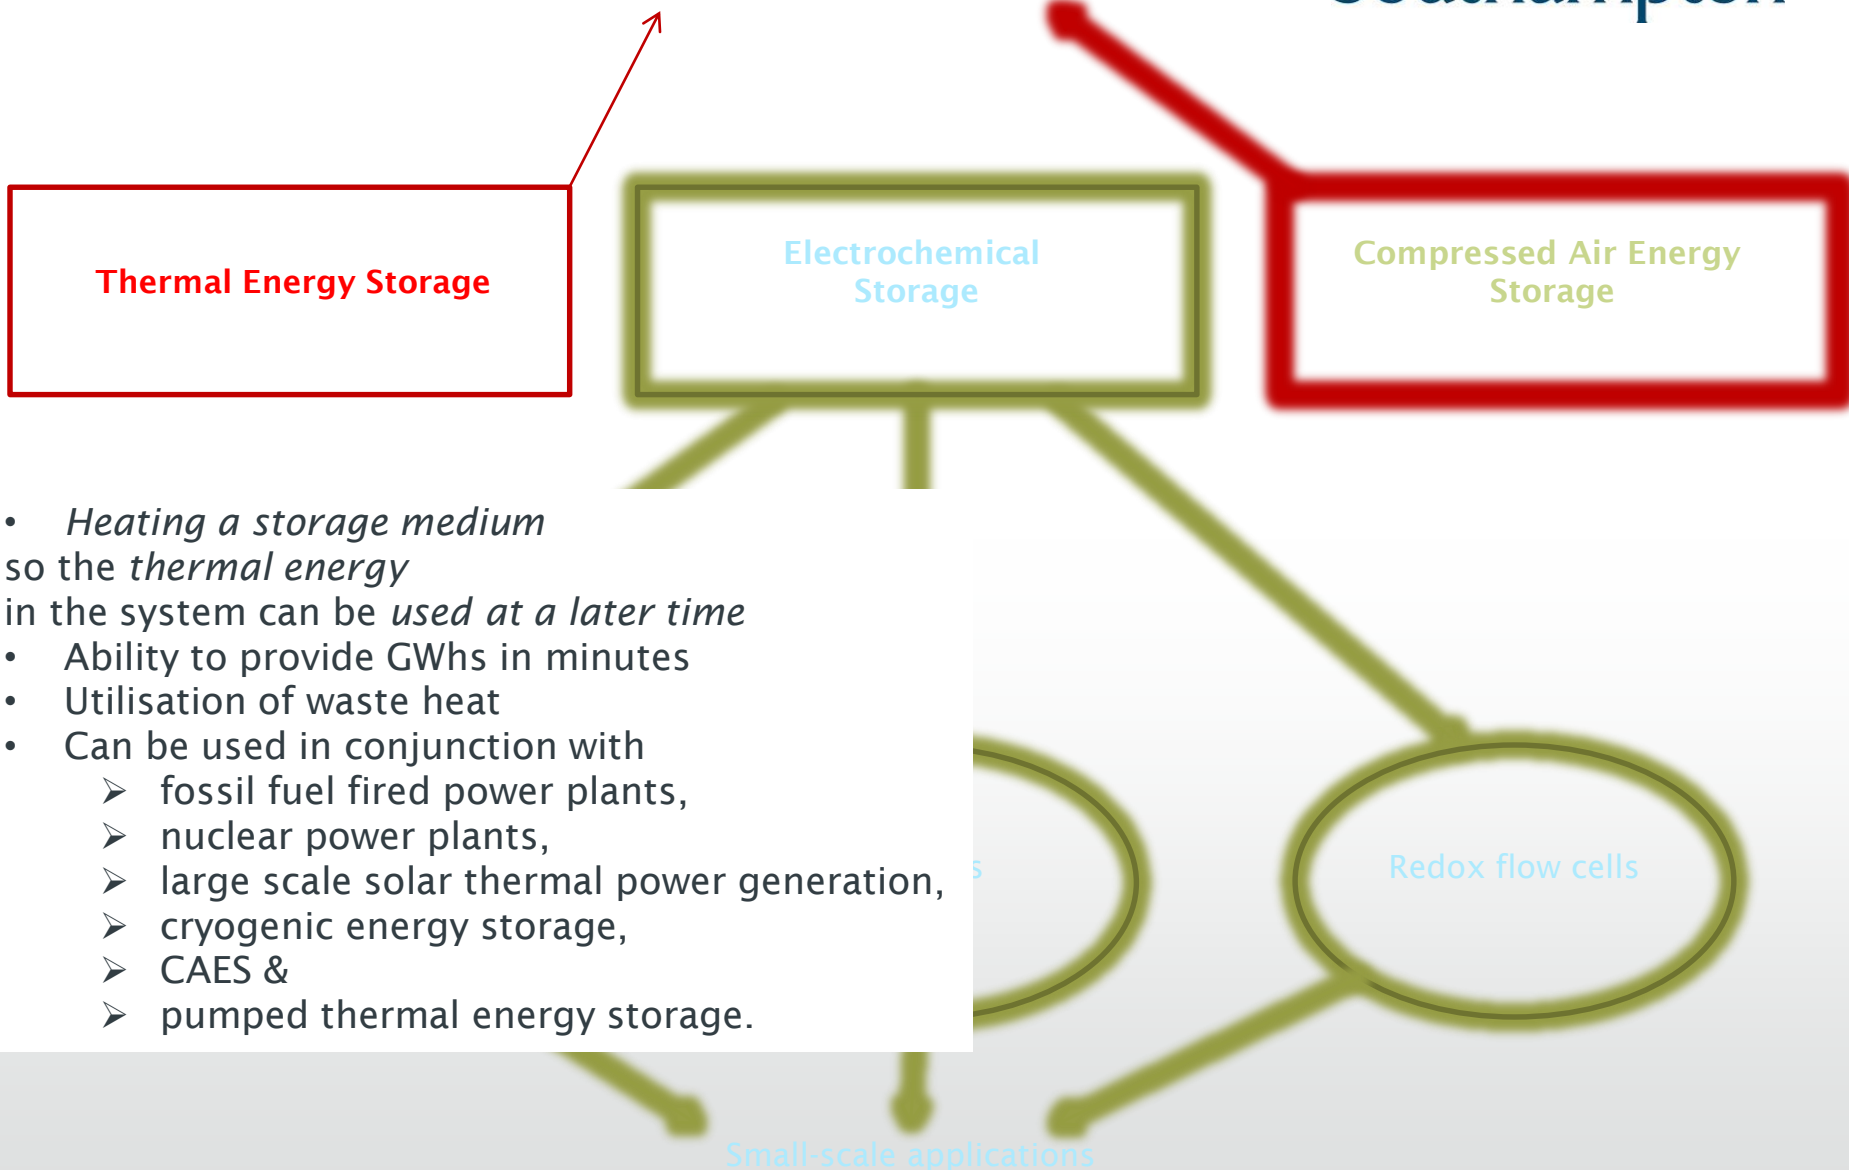 Thermal Energy Storage
Electrochemical
Storage
Compressed Air Energy
Storage
• Heating a storage medium
so the thermal energy
in the system can be used at a later time
• Ability to provide GWhs in minutes
• Utilisation of waste heat
• Can be used in conjunction with
➢ fossil fuel fired power plants,
➢ nuclear power plants,
➢ large scale solar thermal power generation,
➢ cryogenic energy storage,
➢ CAES &
➢ pumped thermal energy storage.
Redox flow cells
Small-scale applications